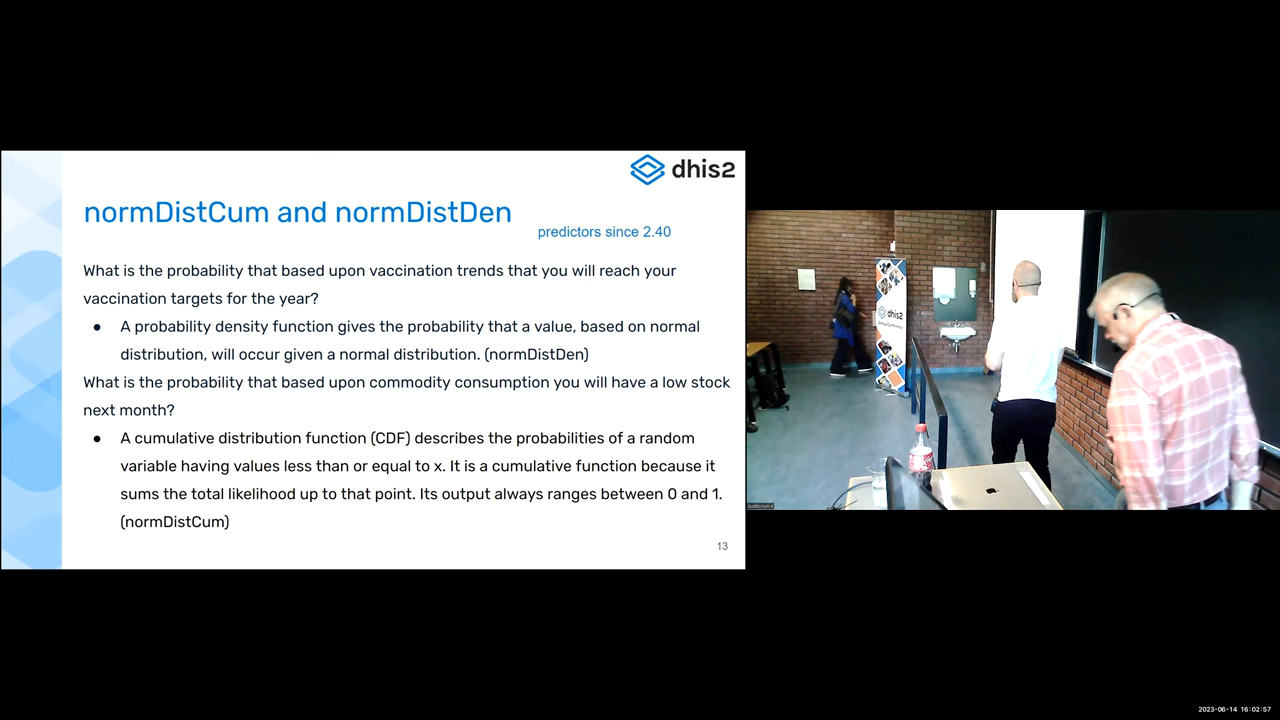 dhis2
normDistCum and normDistDen
predictors since 2.40
What is the probability that based upon vaccination trends that you will reach your
vaccination targets for the year?
● A probability density function gives the probability that a value, based on normal
distribution, will occur given a normal distribution. (normDistDen)
What is the probability that based upon commodity consumption you will have a low stock
next month?
● A cumulative distribution function (CDF) describes the probabilities of a random
variable having values less than or equal to x. It is a cumulative function because it
sums the total likelihood up to that point. Its output always ranges between 0 and 1.
(normDistCum)
13
dhis2
2023-06-14 16:02:57